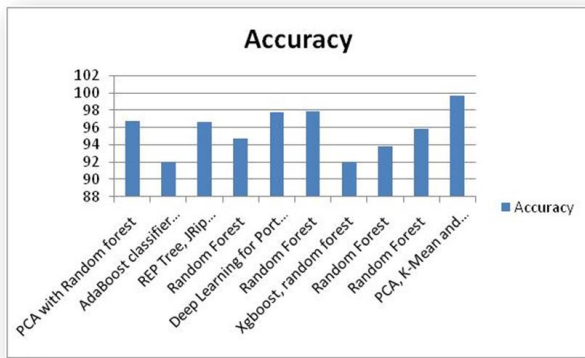 Accuracy
102
100
98
96
94
92
90
88
PCA with Random forest
AdaBoost classifier...
REP Tree, JRip...
Random Forest
Deep Learning for Port...
Random Forest
Xgboost, random forest
Random Forest
Random Forest
PCA, K-Mean and...
Accuracy